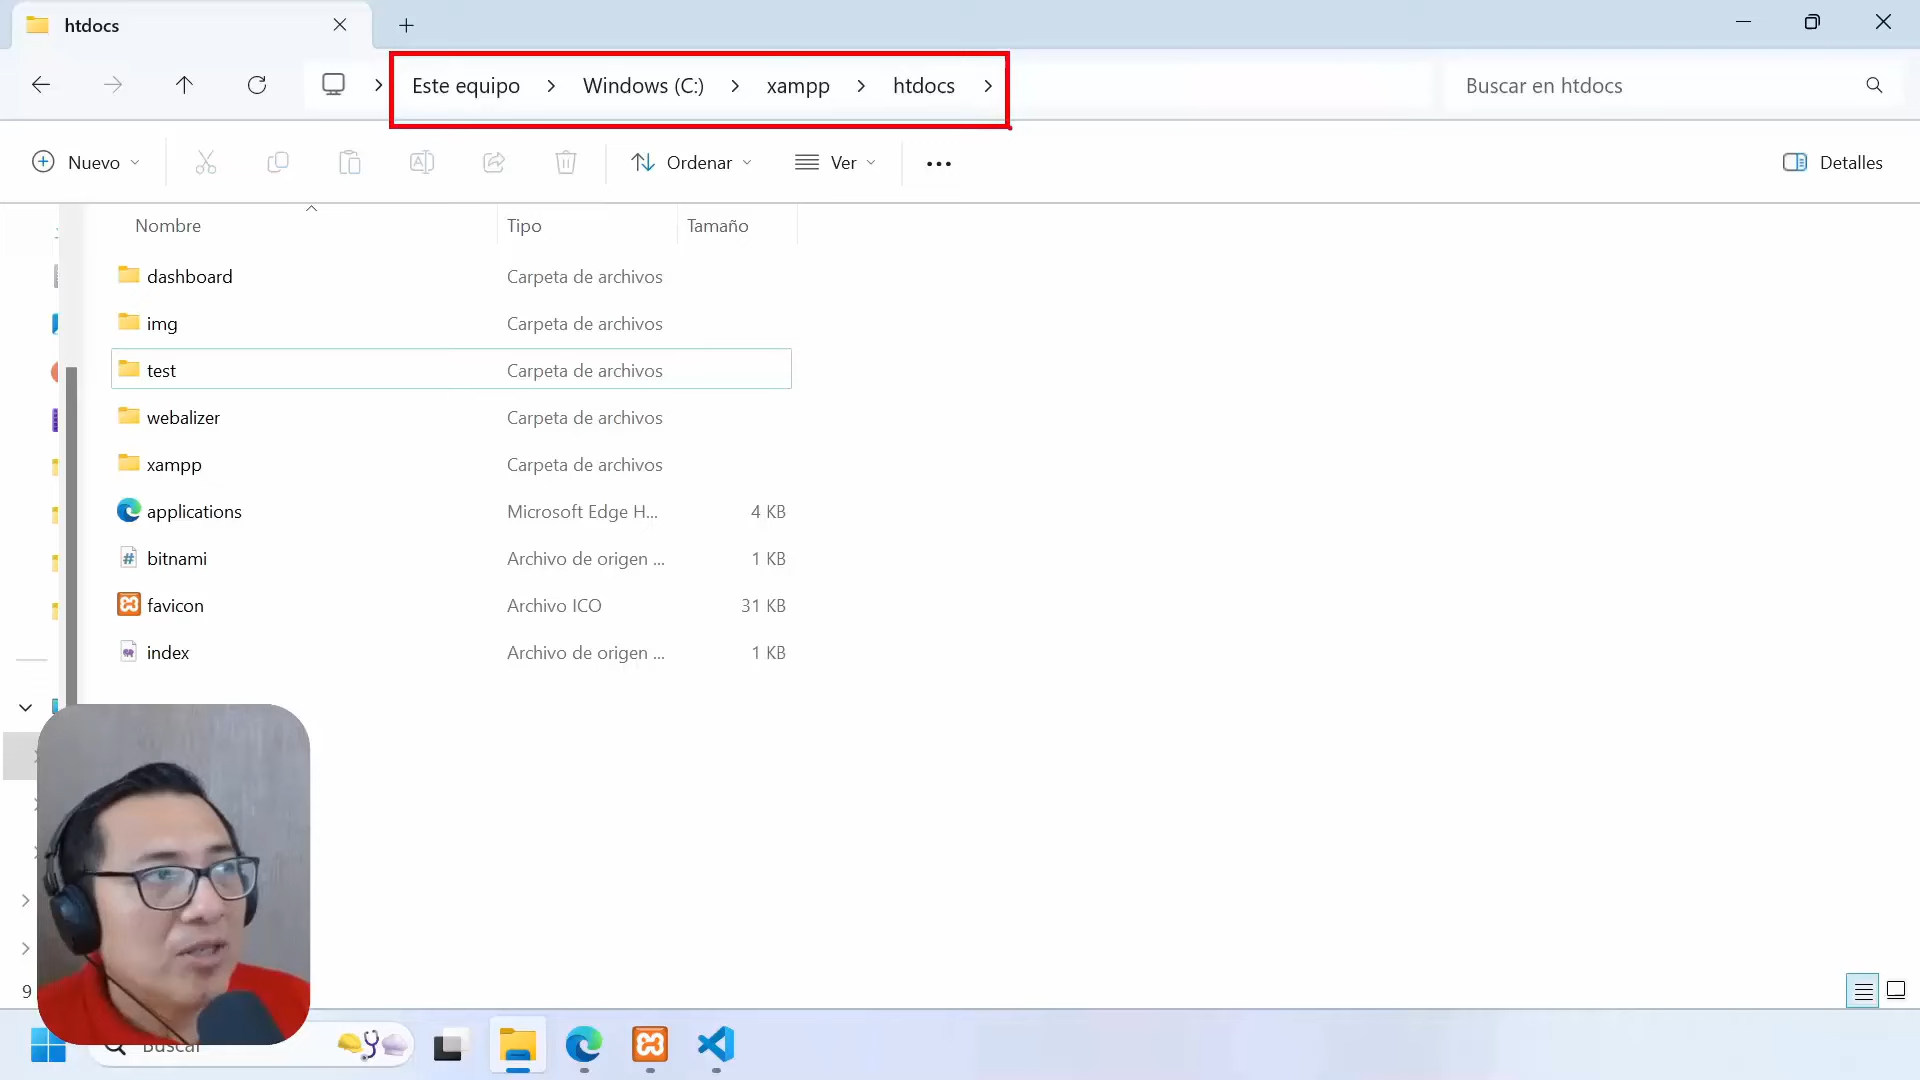 htdocs
Este equipo > Windows (C:) > xampp > htdocs >
Buscar en htdocs
Nuevo
Ordenar
Ver
Detalles
Nombre Tipo Tamaño
dashboard Carpeta de archivos
img Carpeta de archivos
test Carpeta de archivos
webalizer Carpeta de archivos
xampp Carpeta de archivos
applications Microsoft Edge H... 4 KB
bitnami Archivo de origen ... 1 KB
favicon Archivo ICO 31 KB
index Archivo de origen ... 1 KB
9
Buscar